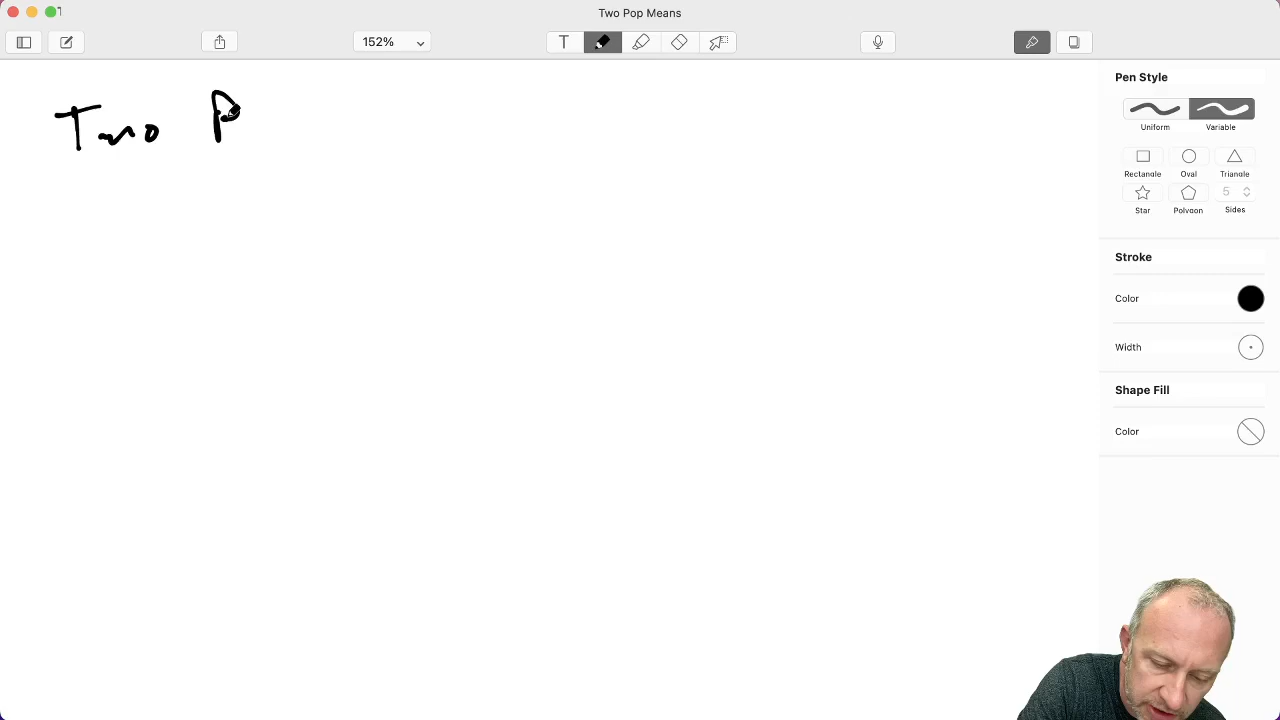 Two Pop Means
152%
T
Pen Style
Uniform
Variable
Rectangle
Oval
Triangle
Star
Polygon
5
Sides
Stroke
Color
Width
Shape Fill
Color
Two P